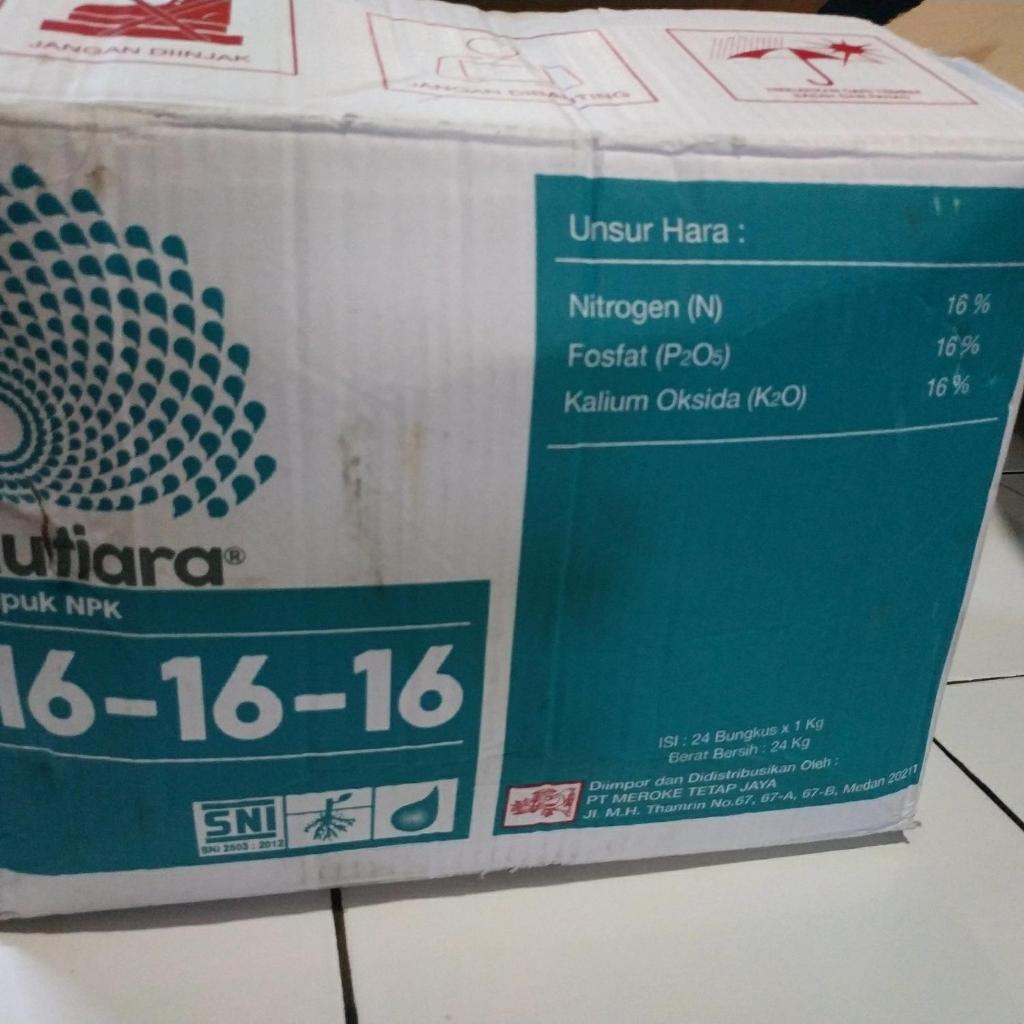 JANGAN DIINJAK
JANGAN DIBANTING
utiara®
puk NPK
16-16-16
SNI
SNI 2803 : 2012
Unsur Hara :
Nitrogen (N) 16 %
Fosfat (P2O5) 16 %
Kalium Oksida (K2O) 16 %
ISI : 24 Bungkus x 1 Kg
Berat Bersih : 24 Kg
Diimpor dan Didistribusikan Oleh :
PT MEROKE TETAP JAYA
Jl. M.H. Thamrin No.67, 67-A, 67-B, Medan 20211